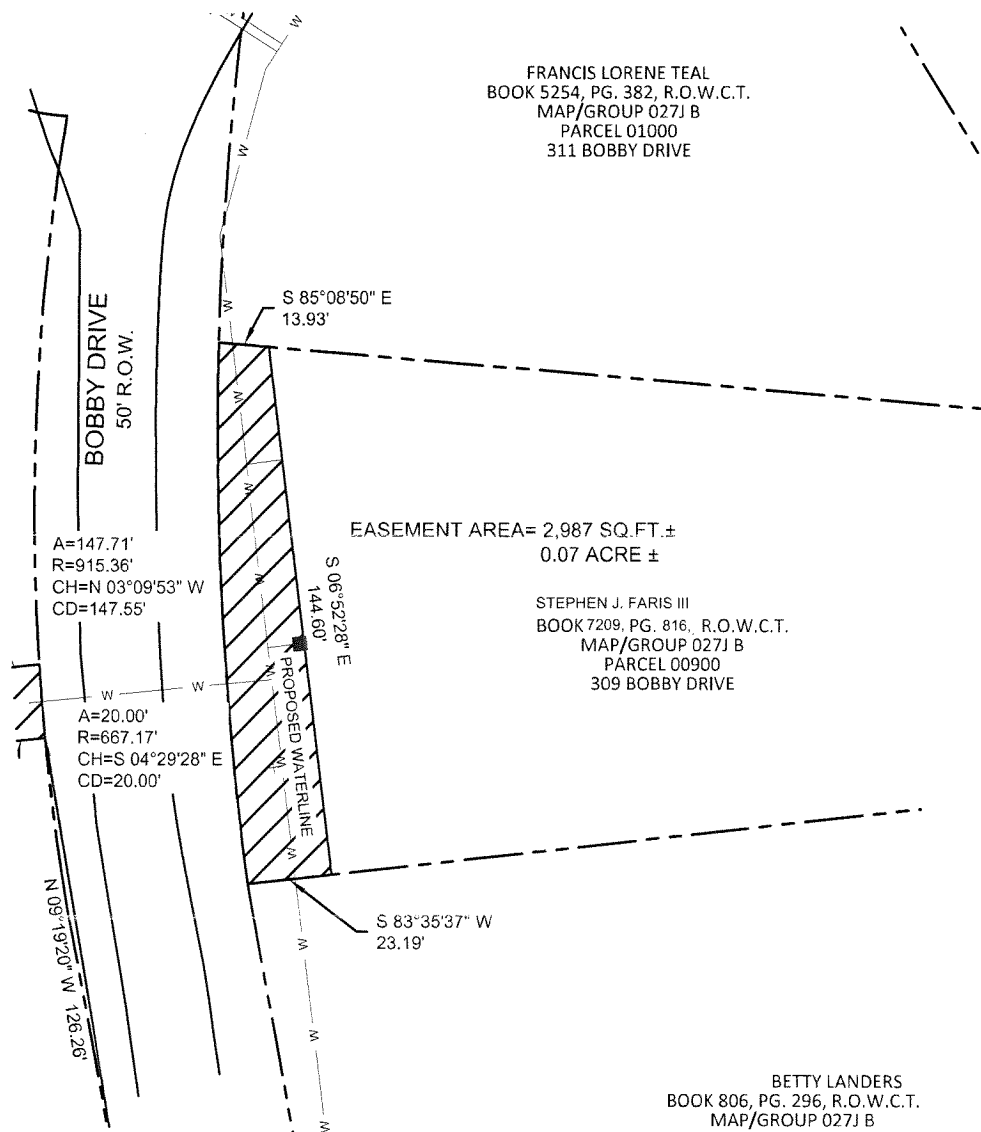 FRANCIS LORENE TEAL
BOOK 5254, PG. 382, R.O.W.C.T.
MAP/GROUP 027J B
PARCEL 01000
311 BOBBY DRIVE
W
W
W
W
S 85°08'50" E
13.93'
BOBBY DRIVE
50' R.O.W.
W
W
A=147.71'
R=915.36'
CH=N 03°09'53" W
CD=147.55'
EASEMENT AREA= 2,987 SQ.FT.±
0.07 ACRE ±
S 06°52'28" E
144.60'
W
STEPHEN J. FARIS III
BOOK 7209, PG. 816, R.O.W.C.T.
MAP/GROUP 027J B
PARCEL 00900
309 BOBBY DRIVE
W
PROPOSED WATERLINE
W
W
A=20.00'
R=667.17'
CH=S 04°29'28" E
CD=20.00'
W
W
S 83°35'37" W
23.19'
N 09°19'20" W 126.26'
W
W
W
BETTY LANDERS
BOOK 806, PG. 296, R.O.W.C.T.
MAP/GROUP 027J B